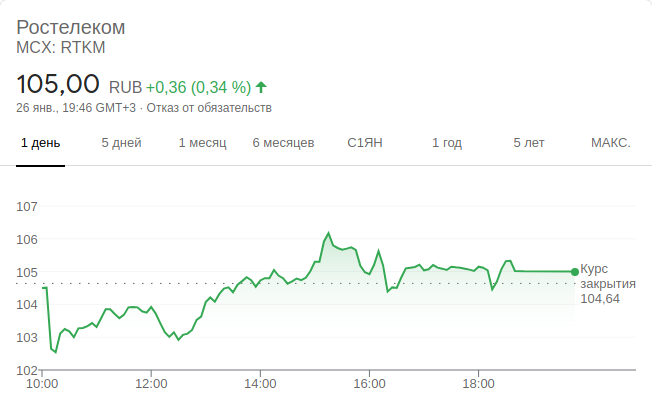 Ростелеком
MCX: RTKM
105,00 RUB +0,36 (0,34 %)
26 янв., 19:46 GMT+3 · Отказ от обязательств
1 день 5 дней 1 месяц 6 месяцев С1ЯН 1 год 5 лет МАКС.
107
106
105
104
103
102
Курс
закрытия
104,64
10:00 12:00 14:00 16:00 18:00